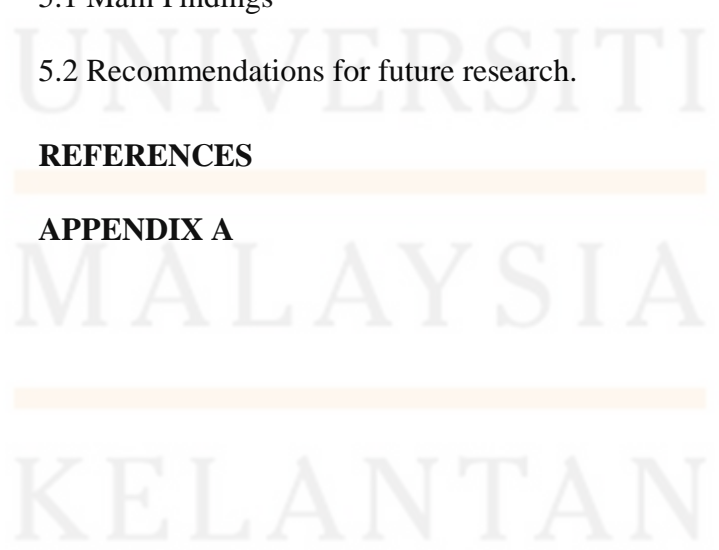 5.1 Main Findings
UNIVERSITI
5.2 Recommendations for future research.
REFERENCES
APPENDIX A
MALAYSIA
KELANTAN